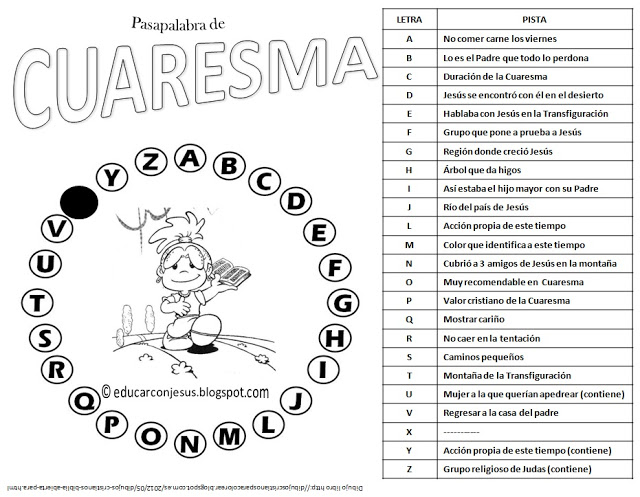 Pasapalabra de
CUARESMA
A
B
C
D
E
F
G
H
I
J
L
M
N
O
P
Q
R
S
T
U
V
Y
Z
© educarconjesus.blogspot.com
LETRA PISTA
A No comer carne los viernes
B Lo es el Padre que todo lo perdona
C Duración de la Cuaresma
D Jesús se encontró con él en el desierto
E Hablaba con Jesús en la Transfiguración
F Grupo que pone a prueba a Jesús
G Región donde creció Jesús
H Árbol que da higos
I Así estaba el hijo mayor con su Padre
J Río del país de Jesús
L Acción propia de este tiempo
M Color que identifica a este tiempo
N Cubrió a 3 amigos de Jesús en la montaña
O Muy recomendable en Cuaresma
P Valor cristiano de la Cuaresma
Q Mostrar cariño
R No caer en la tentación
S Caminos pequeños
T Montaña de la Transfiguración
U Mujer a la que querían apedrear (contiene)
V Regresar a la casa del padre
X -----------
Y Acción propia de este tiempo (contiene)
Z Grupo religioso de Judas (contiene)
Dibujo libro http://dibujoscristianosparacolorear.blogspot.com.es/2012/05/dibujos-cristianos-biblia-abierta-para.html